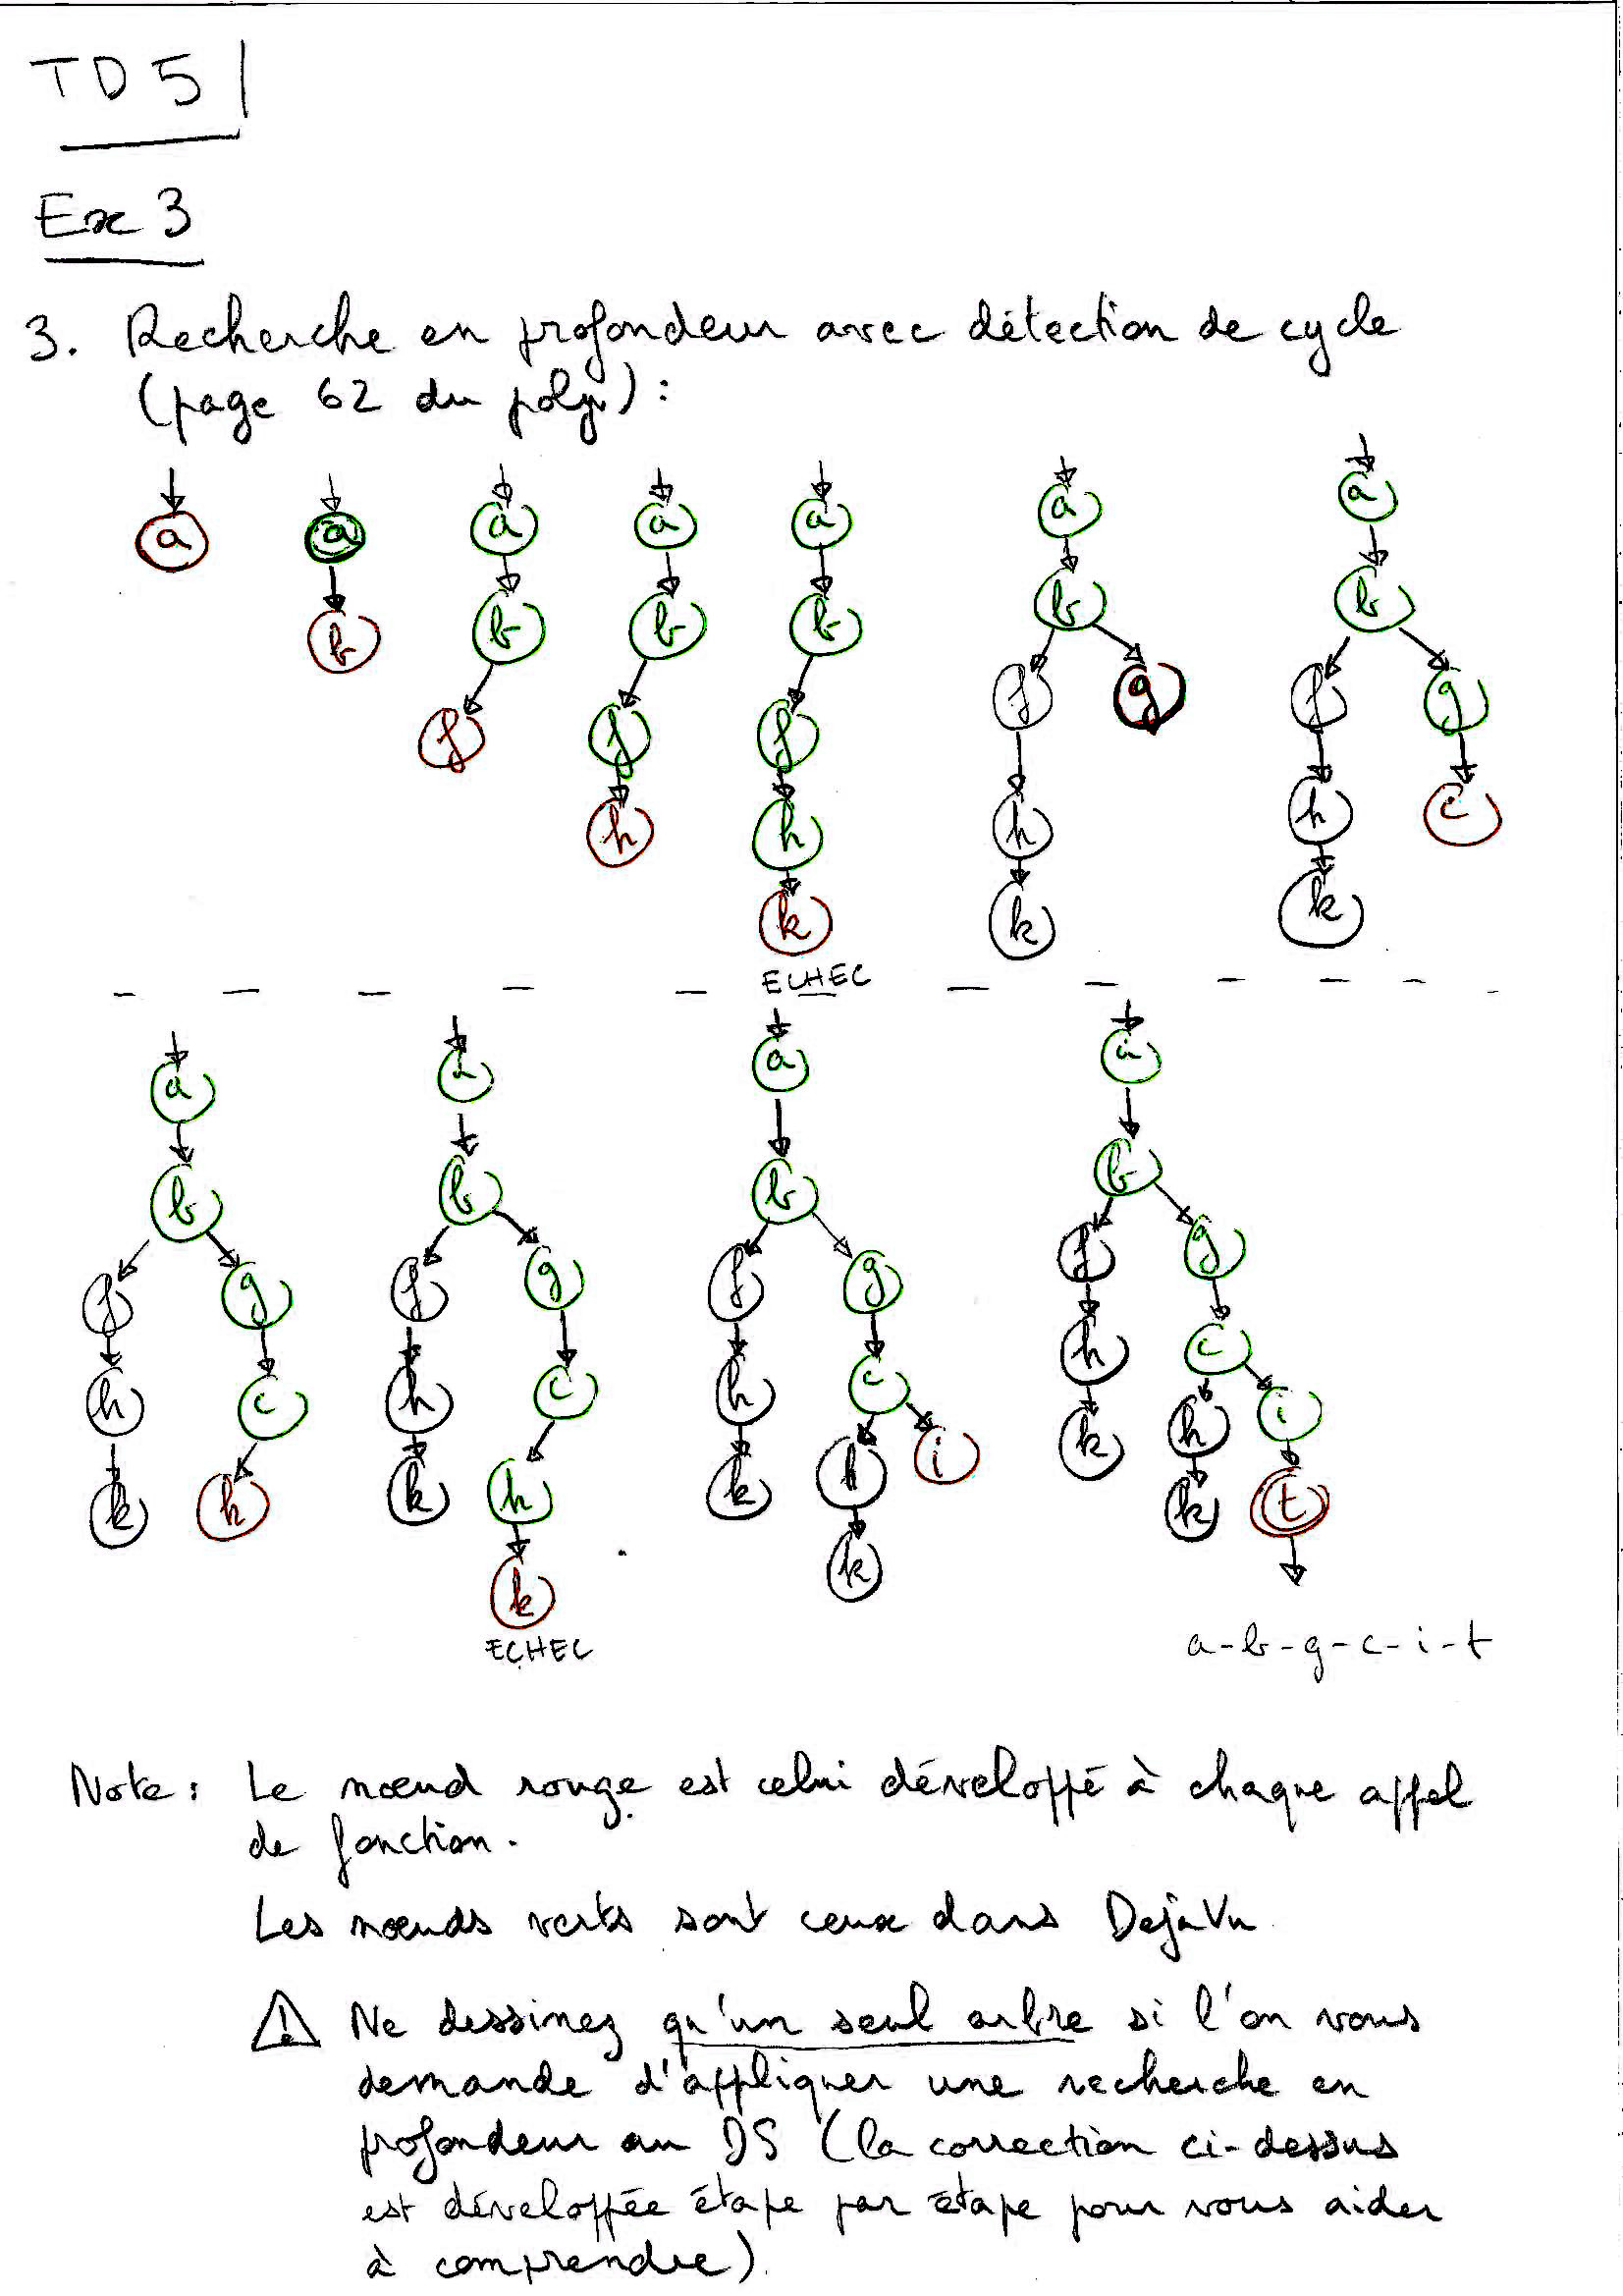 TD 5
Ex 3
3. Recherche en profondeur avec détection de cycle
(page 62 du poly) :
a a a a a a a
b b b b b b
f f f f g f g
h h h h c
k k k
ECHEC
a a a a
b b b b
f g f g f g f g
h c h c h c h c
k h k h k h i k h i
k k k t
ECHEC
a-b-g-c-i-t
Note : Le nœud rouge est celui développé à chaque appel
de fonction.
Les nœuds verts sont ceux dans DejaVu
! Ne dessinez qu'un seul arbre si l'on vous
demande d'appliquer une recherche en
profondeur au DS (la correction ci-dessus
est développée étape par étape pour vous aider
à comprendre).